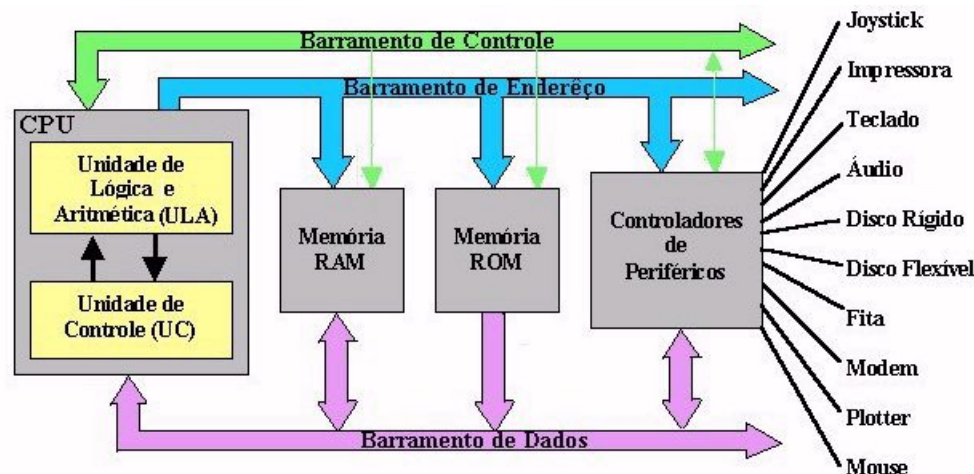 Barramento de Controle
Barramento de Enderêço
CPU
Unidade de
Lógica e
Aritmética (ULA)
Unidade de
Controle (UC)
Memória
RAM
Memória
ROM
Controladores
de
Periféricos
Joystick
Impressora
Teclado
Áudio
Disco Rígido
Disco Flexível
Fita
Modem
Plotter
Mouse
Barramento de Dados